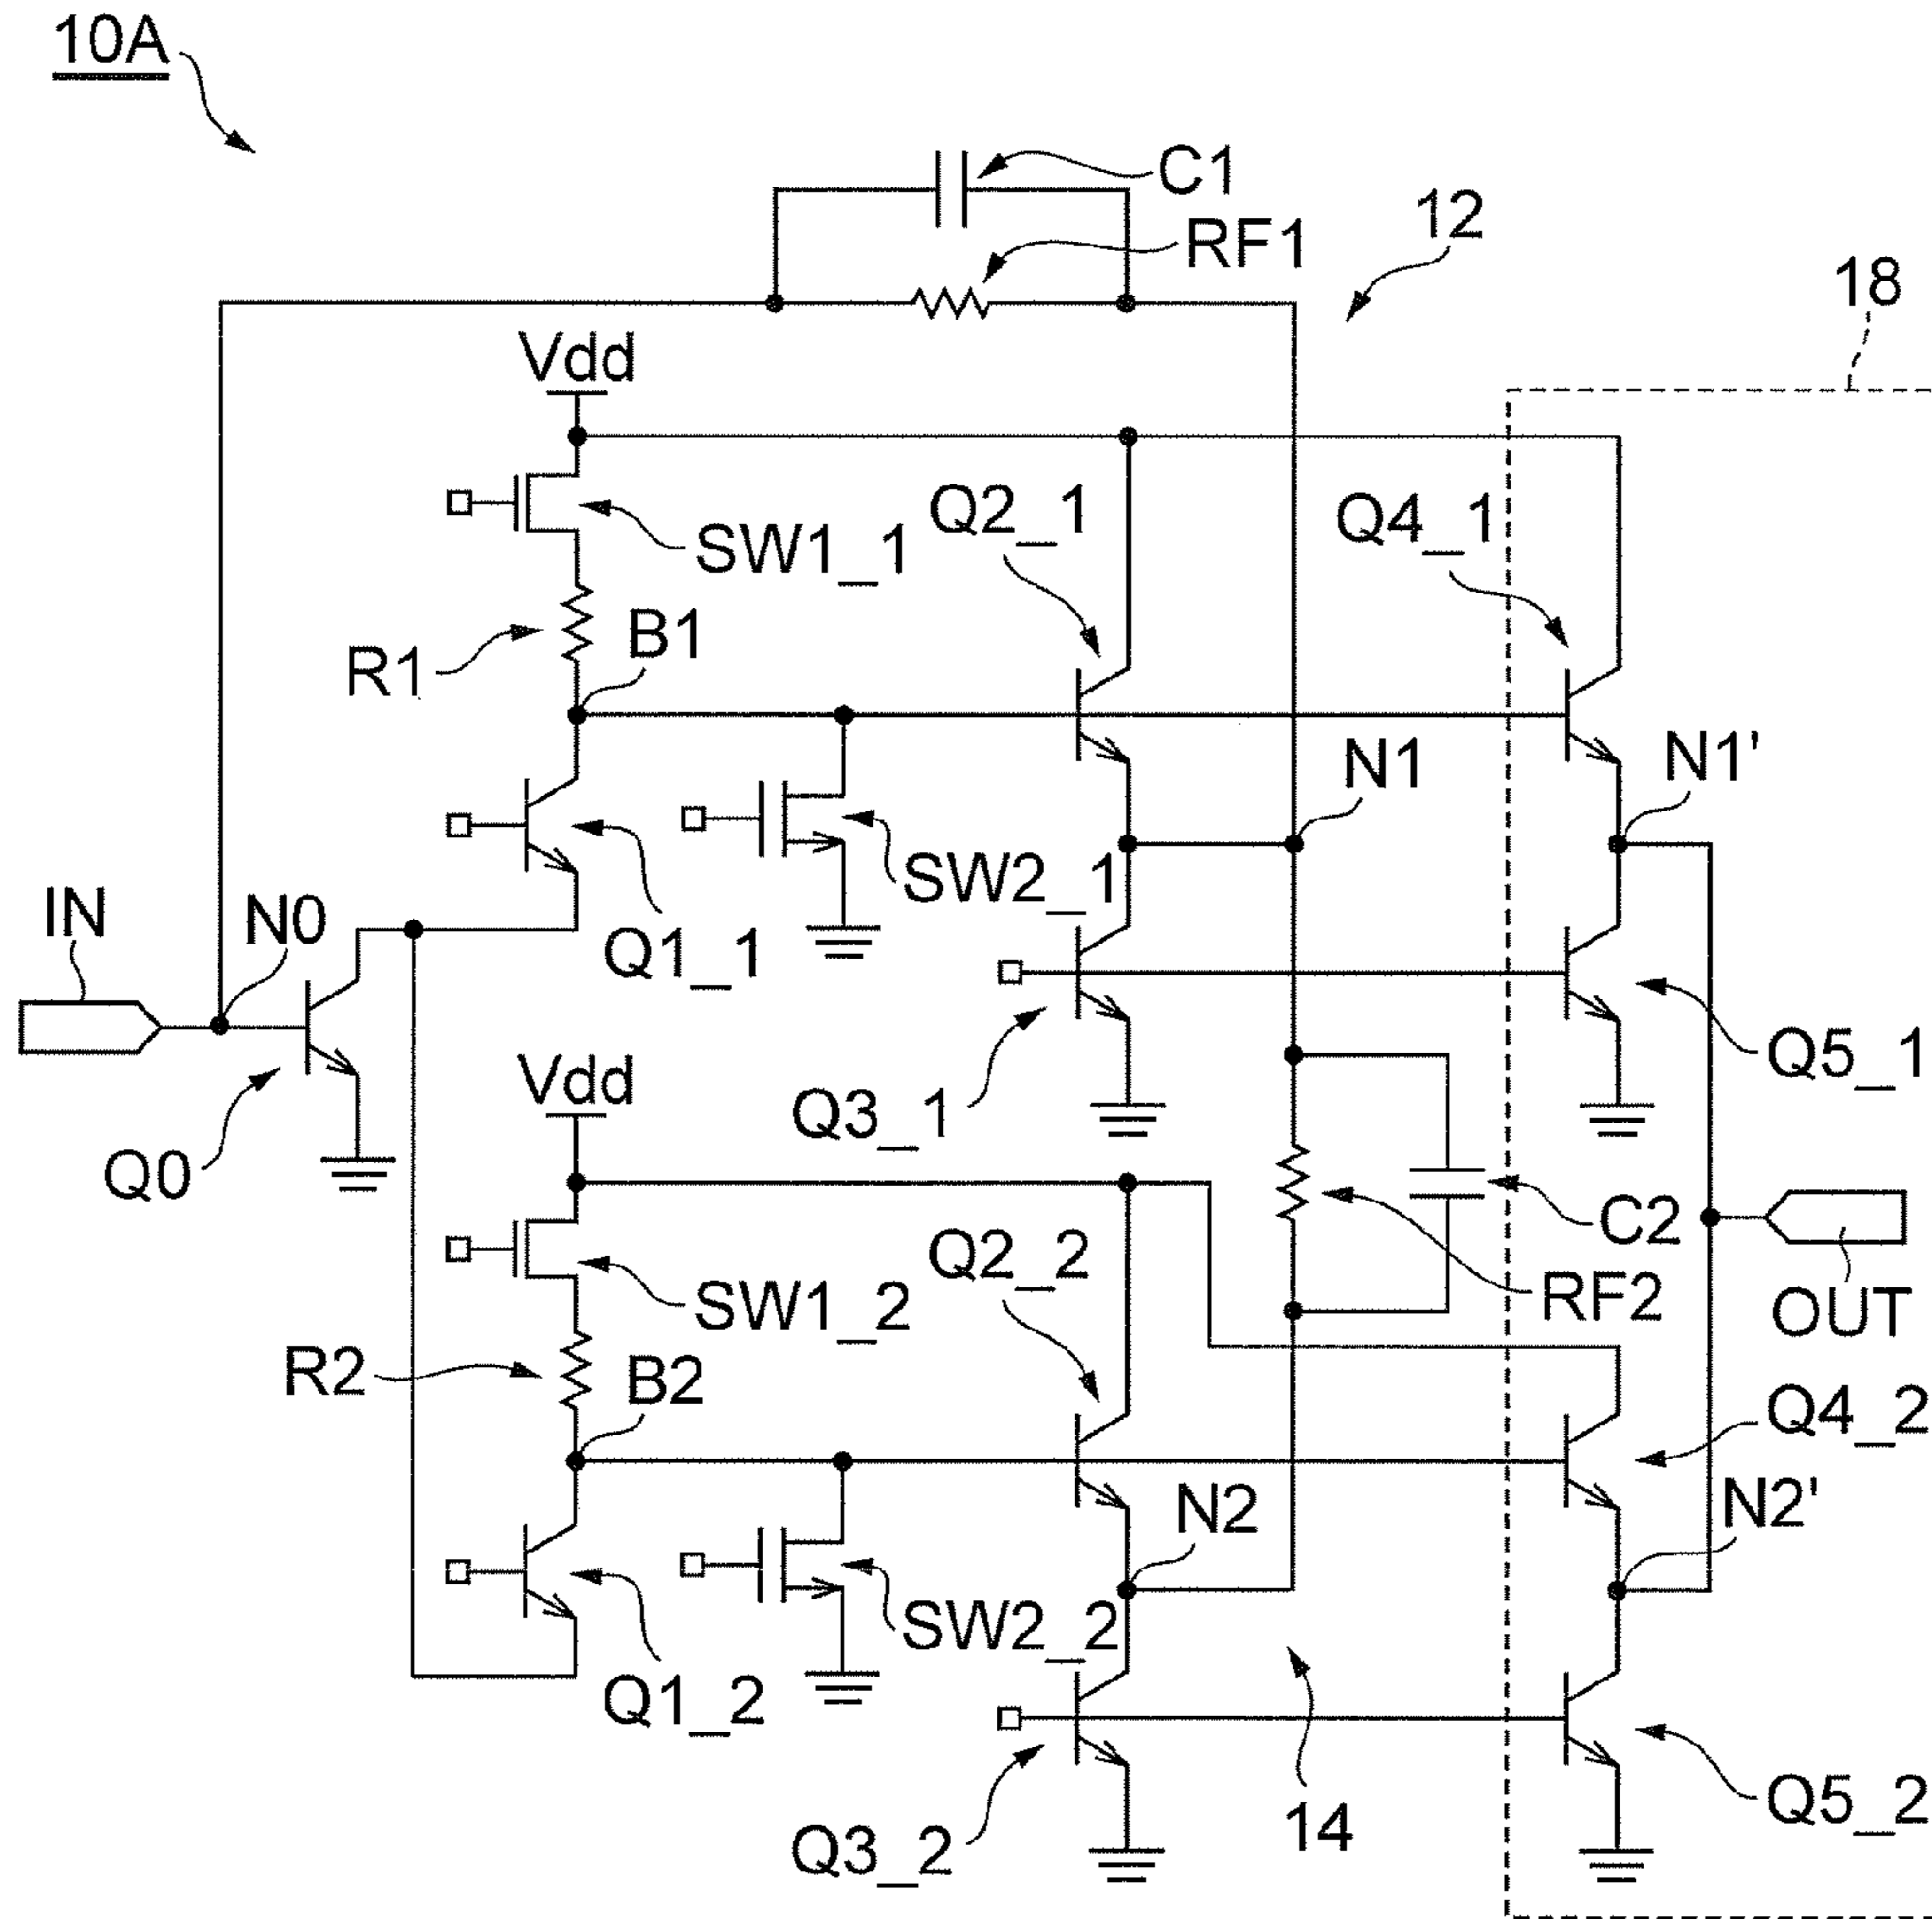 10A
C1
12
RF1
18
Vdd
Q2_1
Q4_1
SW1_1
B1
R1
N1
N1'
SW2_1
IN
N0
Q1_1
Vdd
Q5_1
Q3_1
Q0
C2
Q2_2
SW1_2
RF2
OUT
R2
B2
Q4_2
N2
N2'
SW2_2
Q1_2
Q5_2
14
Q3_2